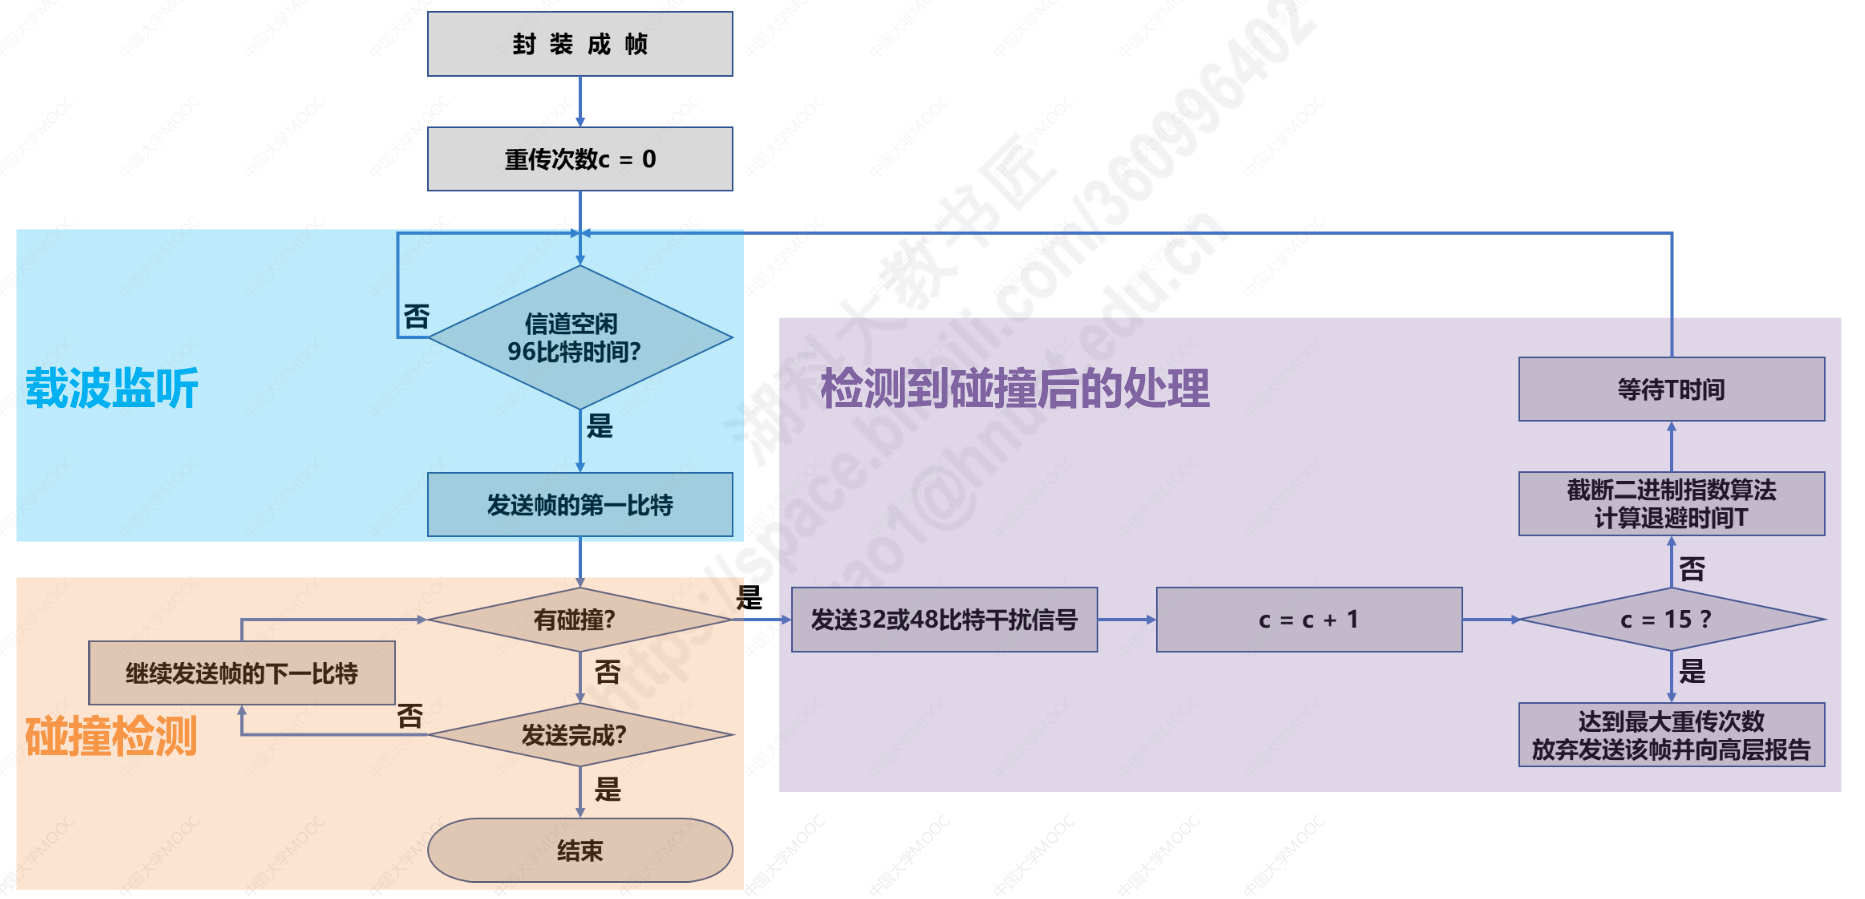 封 装 成 帧
重传次数c = 0
否
信道空闲
96比特时间?
载波监听
是
发送帧的第一比特
检测到碰撞后的处理
等待T时间
截断二进制指数算法
计算退避时间T
否
有碰撞?
是
发送32或48比特干扰信号
c = c + 1
c = 15 ?
继续发送帧的下一比特
否
是
碰撞检测
否
发送完成?
达到最大重传次数
放弃发送该帧并向高层报告
是
结束
湖科大教书匠
https://space.bilibili.com/360996402
中国大学MOOC